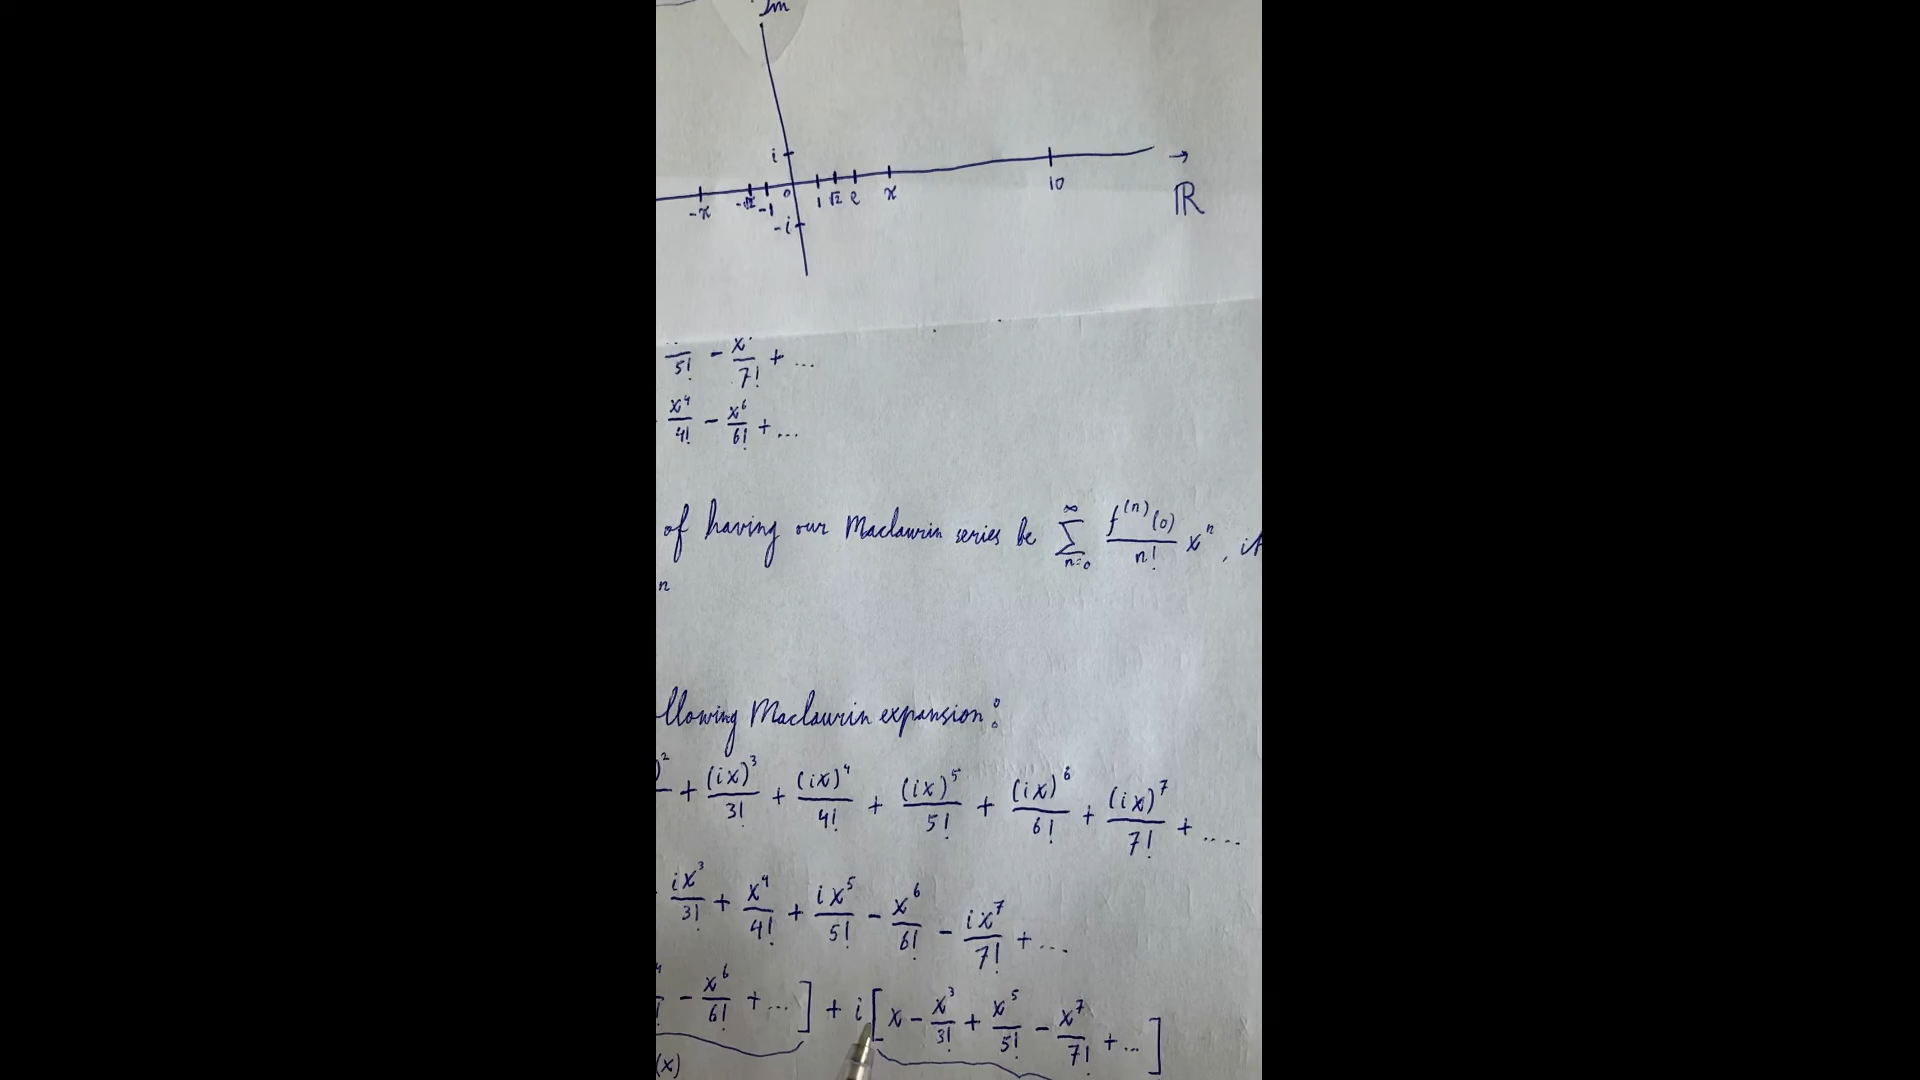 Im
i
-π -√2 -1 0 1 √2 e π 10 → ℝ
-i
/5! - x/7! + ...
x⁴/4! - x⁶/6! + ...
of having our Maclaurin series be ∑_{n=0}^{∞} f⁽ⁿ⁾(0)/n! xⁿ,
n
llowing Maclaurin expansion:
)² + (ix)³/3! + (ix)⁴/4! + (ix)⁵/5! + (ix)⁶/6! + (ix)⁷/7! + ....
ix³/3! + x⁴/4! + ix⁵/5! - x⁶/6! - ix⁷/7! + ...
- x⁶/6! + ... ] + i [ x - x³/3! + x⁵/5! - x⁷/7! + ... ]
(x)